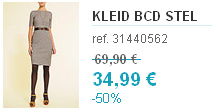 KLEID BCD STEL
ref. 31440562
69,90 €
34,99 €
-50%